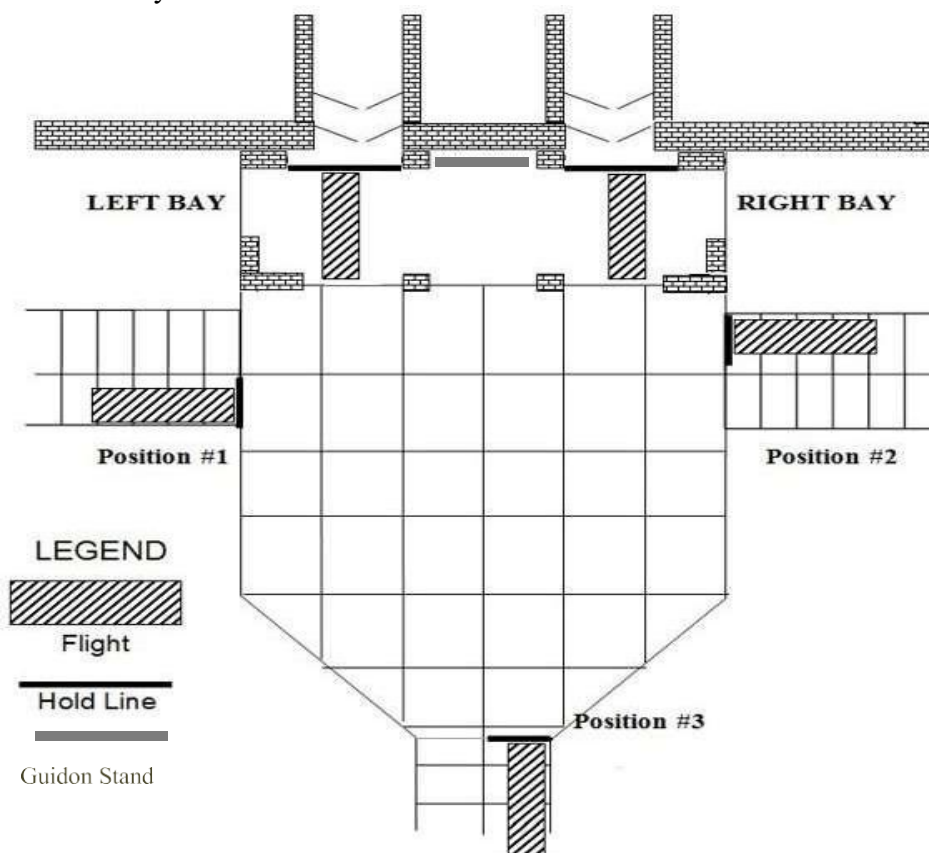 LEFT BAY
RIGHT BAY
Position #1
Position #2
LEGEND
Flight
Hold Line
Position #3
Guidon Stand